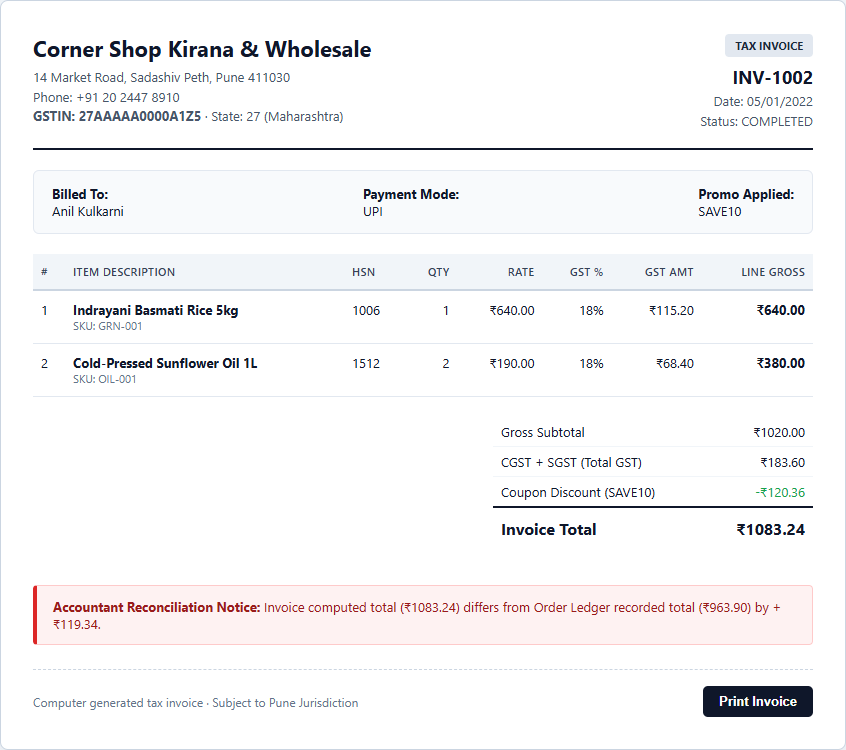 Corner Shop Kirana & Wholesale
14 Market Road, Sadashiv Peth, Pune 411030
Phone: +91 20 2447 8910
GSTIN: 27AAAAA0000A1Z5 · State: 27 (Maharashtra)
TAX INVOICE
INV-1002
Date: 05/01/2022
Status: COMPLETED
Billed To:
Anil Kulkarni
Payment Mode:
UPI
Promo Applied:
SAVE10
# ITEM DESCRIPTION HSN QTY RATE GST % GST AMT LINE GROSS
1 Indrayani Basmati Rice 5kg 1006 1 ₹640.00 18% ₹115.20 ₹640.00
SKU: GRN-001
2 Cold-Pressed Sunflower Oil 1L 1512 2 ₹190.00 18% ₹68.40 ₹380.00
SKU: OIL-001
Gross Subtotal ₹1020.00
CGST + SGST (Total GST) ₹183.60
Coupon Discount (SAVE10) -₹120.36
Invoice Total ₹1083.24
Accountant Reconciliation Notice: Invoice computed total (₹1083.24) differs from Order Ledger recorded total (₹963.90) by +
₹119.34.
Computer generated tax invoice · Subject to Pune Jurisdiction
Print Invoice